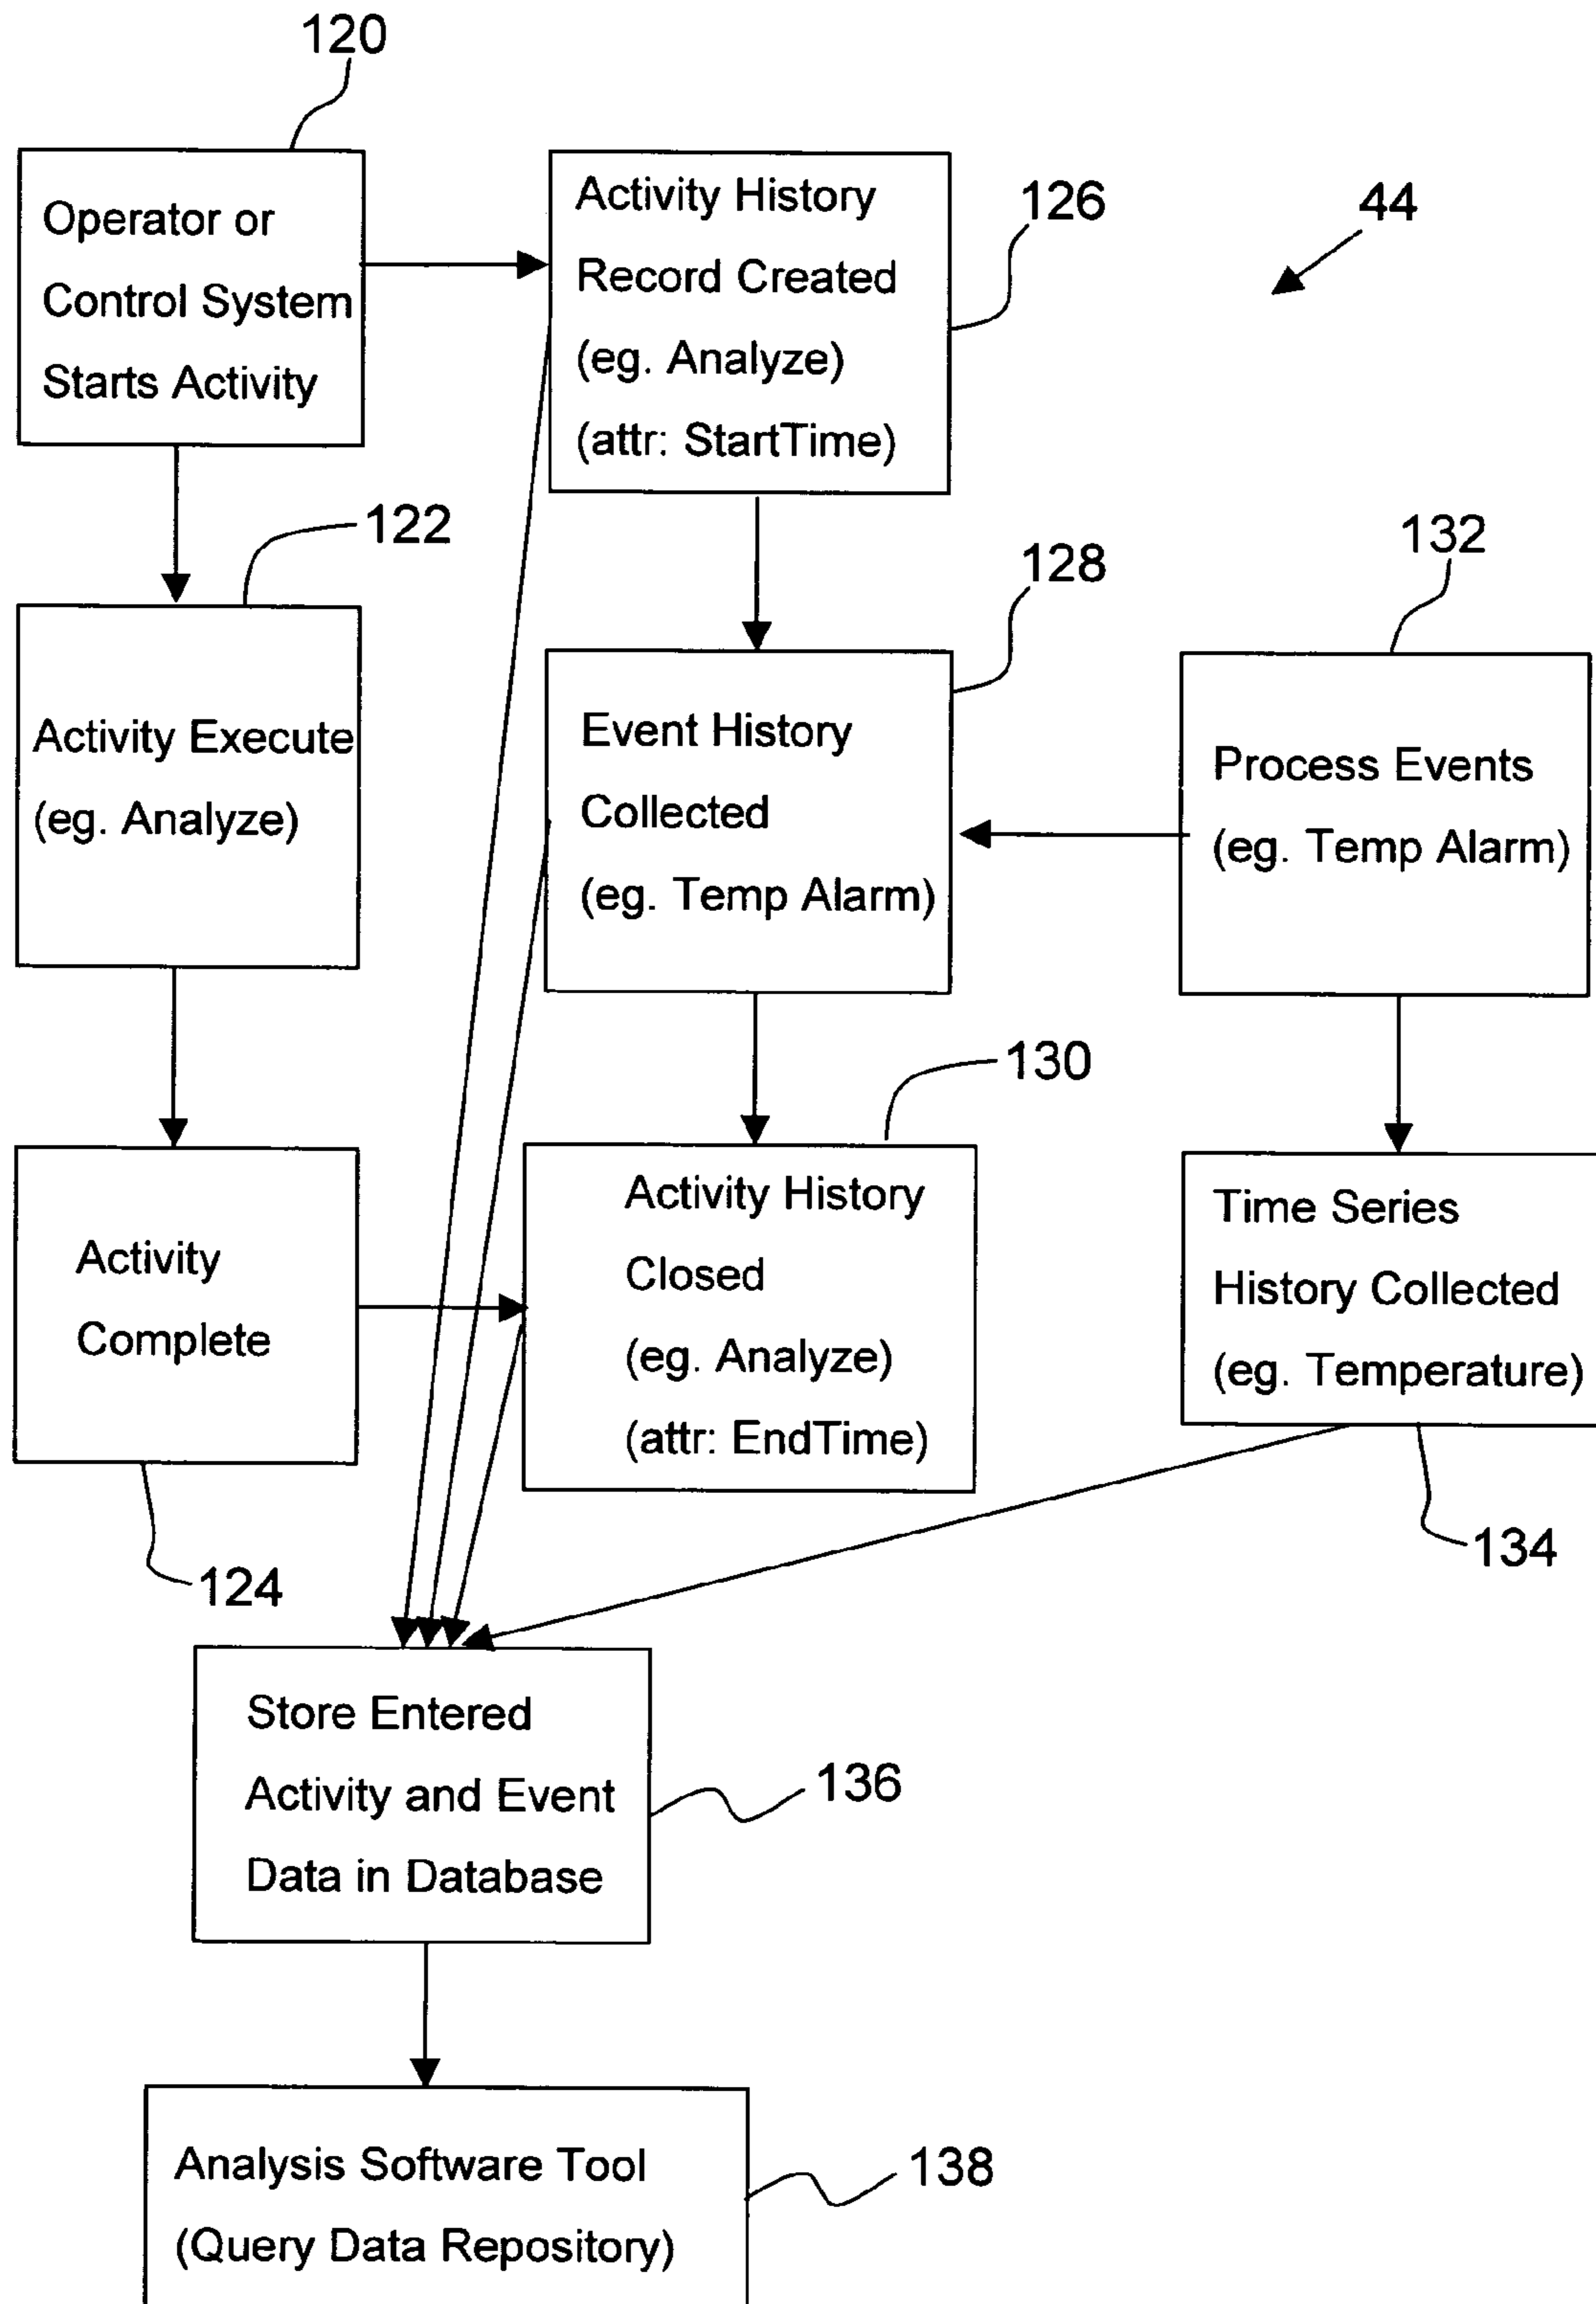 120
Operator or
Control System
Starts Activity
Activity History
Record Created
(eg. Analyze)
(attr: StartTime)
126
44
122
Activity Execute
(eg. Analyze)
128
Event History
Collected
(eg. Temp Alarm)
132
Process Events
(eg. Temp Alarm)
130
Activity
Complete
124
Activity History
Closed
(eg. Analyze)
(attr: EndTime)
Time Series
History Collected
(eg. Temperature)
134
Store Entered
Activity and Event
Data in Database
136
Analysis Software Tool
(Query Data Repository)
138